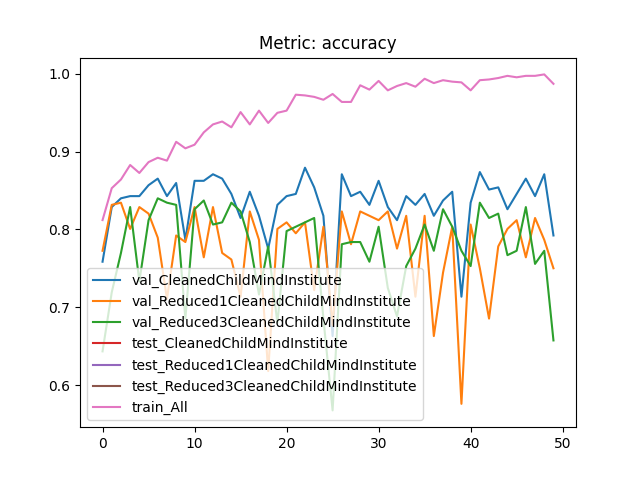 Metric: accuracy
1.0
0.9
0.8
0.7
0.6
val_CleanedChildMindInstitute
val_Reduced1CleanedChildMindInstitute
val_Reduced3CleanedChildMindInstitute
test_CleanedChildMindInstitute
test_Reduced1CleanedChildMindInstitute
test_Reduced3CleanedChildMindInstitute
train_All
0 10 20 30 40 50